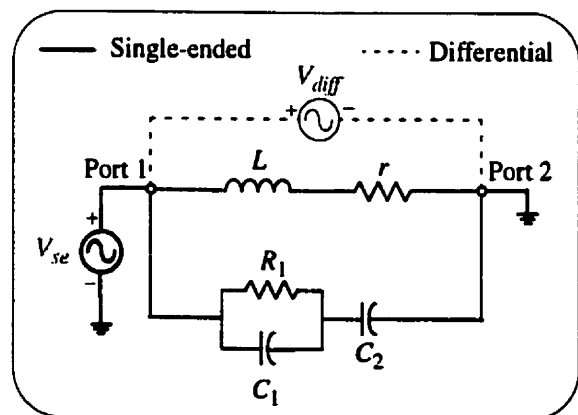 Single-ended
Differential
V_diff
+
−
Port 1
L
r
Port 2
+
V_se
−
R_1
C_1
C_2